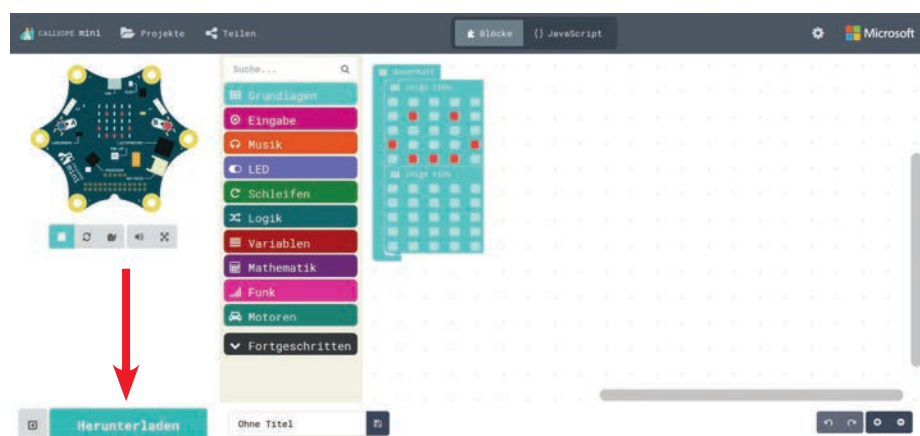 CALLIOPE mini Projekte Teilen Blöcke {} JavaScript Microsoft
Suche...
Grundlagen
Eingabe
Musik
LED
Schleifen
Logik
Variablen
Mathematik
Funk
Motoren
Fortgeschritten
dauerhaft
zeige LEDs
zeige LEDs
Herunterladen
Ohne Titel